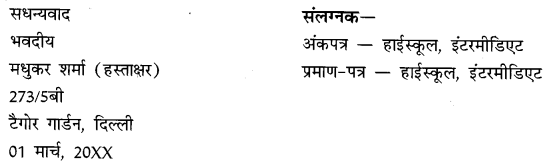 सधन्यवाद
भवदीय
मधुकर शर्मा (हस्ताक्षर)
273/5बी
टैगोर गार्डन, दिल्ली
01 मार्च, 20XX
संलग्नक—
अंकपत्र — हाईस्कूल, इंटरमीडिएट
प्रमाण-पत्र — हाईस्कूल, इंटरमीडिएट